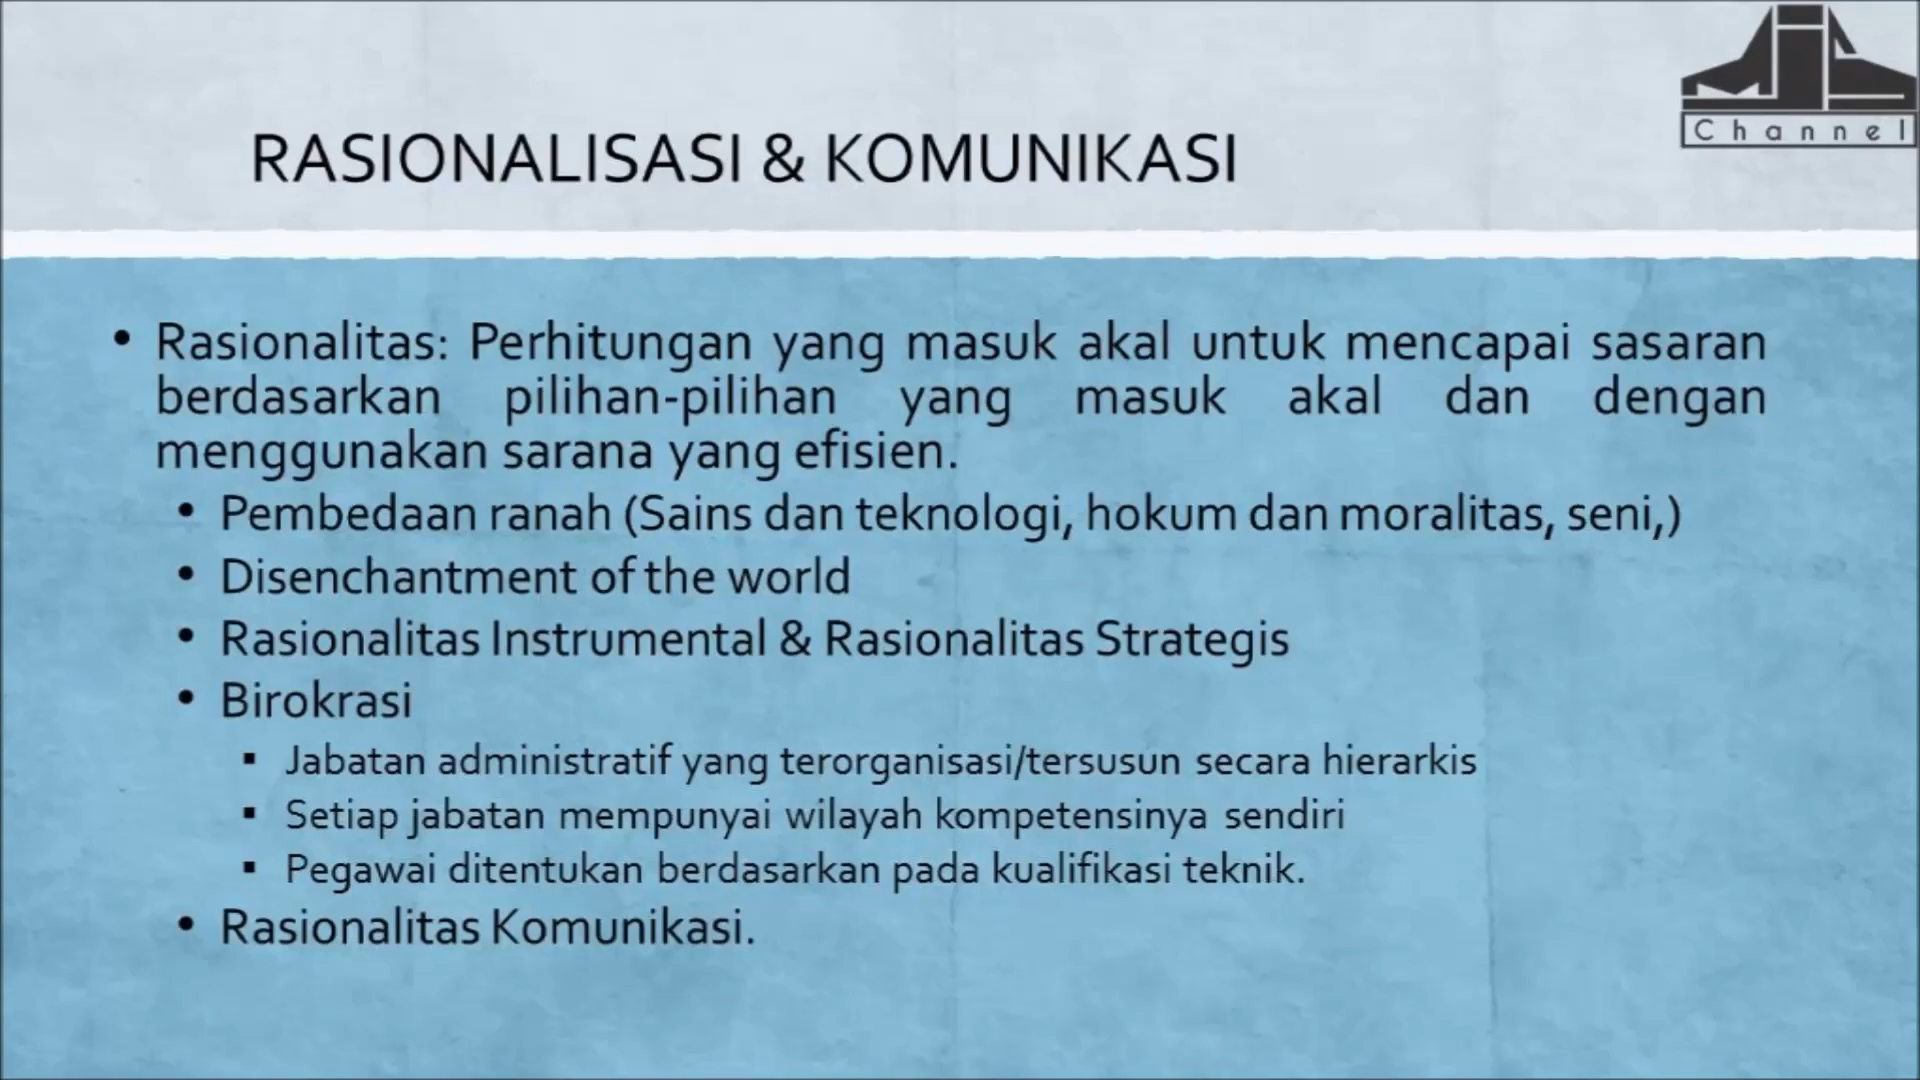 Channel
RASIONALISASI & KOMUNIKASI
• Rasionalitas: Perhitungan yang masuk akal untuk mencapai sasaran
berdasarkan pilihan-pilihan yang masuk akal dan dengan
menggunakan sarana yang efisien.
• Pembedaan ranah (Sains dan teknologi, hokum dan moralitas, seni,)
• Disenchantment of the world
• Rasionalitas Instrumental & Rasionalitas Strategis
• Birokrasi
▪ Jabatan administratif yang terorganisasi/tersusun secara hierarkis
▪ Setiap jabatan mempunyai wilayah kompetensinya sendiri
▪ Pegawai ditentukan berdasarkan pada kualifikasi teknik.
• Rasionalitas Komunikasi.